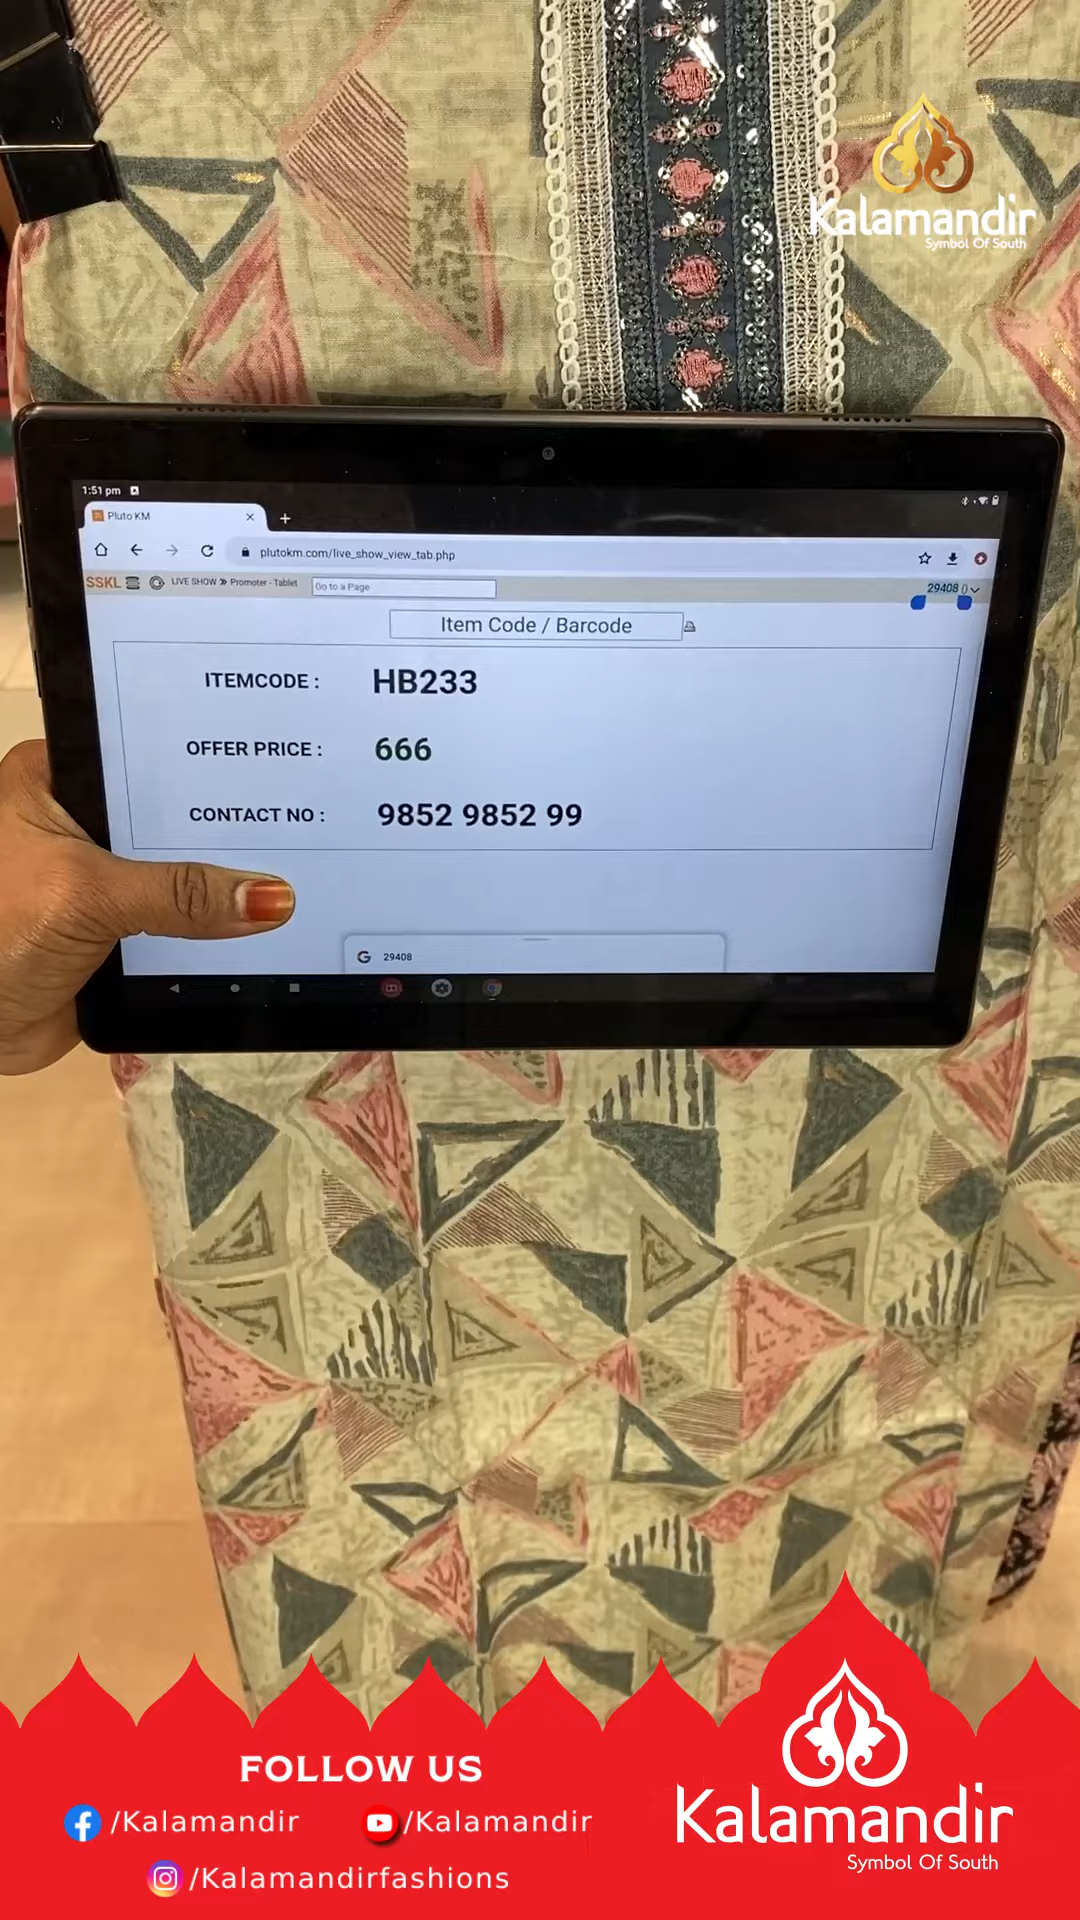 Kalamandir
Symbol Of South
1:51 pm
Pluto KM
plutokm.com/live_show_view_tab.php
SSKL
LIVE SHOW » Promoter - Tablet
Go to a Page
29408 ()
Item Code / Barcode
ITEMCODE : HB233
OFFER PRICE : 666
CONTACT NO : 9852 9852 99
G 29408
FOLLOW US
/Kalamandir
/Kalamandir
/Kalamandirfashions
Kalamandir
Symbol Of South